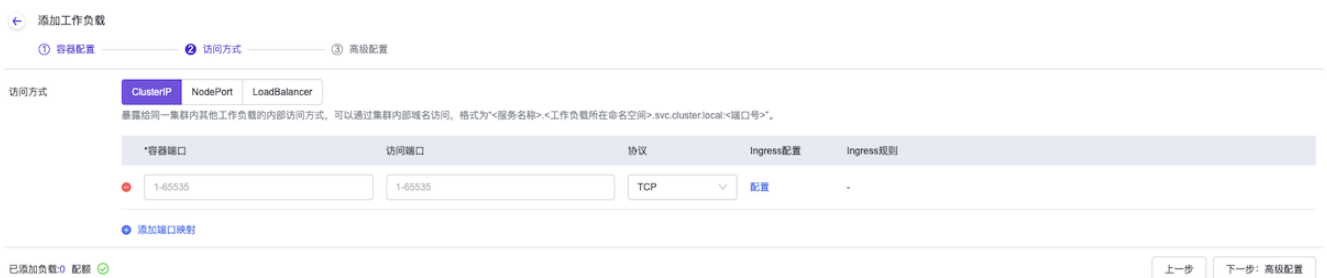 添加工作负载
① 容器配置 ② 访问方式 ③ 高级配置
访问方式 ClusterIP NodePort LoadBalancer
暴露给同一集群内其他工作负载的内部访问方式，可以通过集群内部域名访问，格式为“<服务名称>.<工作负载所在命名空间>.svc.cluster.local:<端口号>”。
*容器端口 访问端口 协议 Ingress配置 Ingress规则
1-65535 1-65535 TCP 配置 -
添加端口映射
已添加负载:0 配额 上一步 下一步：高级配置